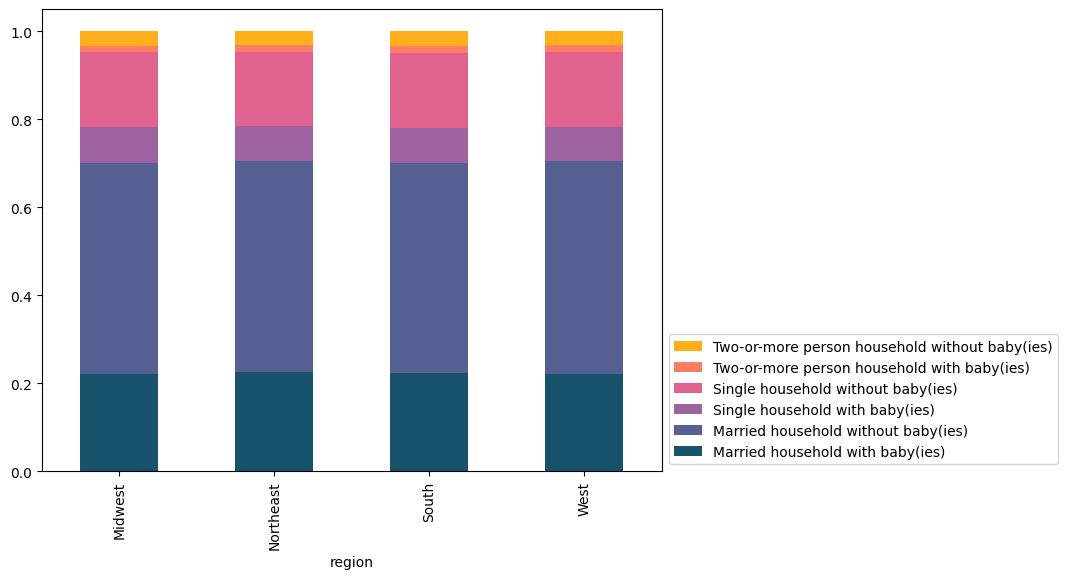 1.0
0.8
0.6
0.4
0.2
0.0
Midwest
Northeast
South
West
region
Two-or-more person household without baby(ies)
Two-or-more person household with baby(ies)
Single household without baby(ies)
Single household with baby(ies)
Married household without baby(ies)
Married household with baby(ies)